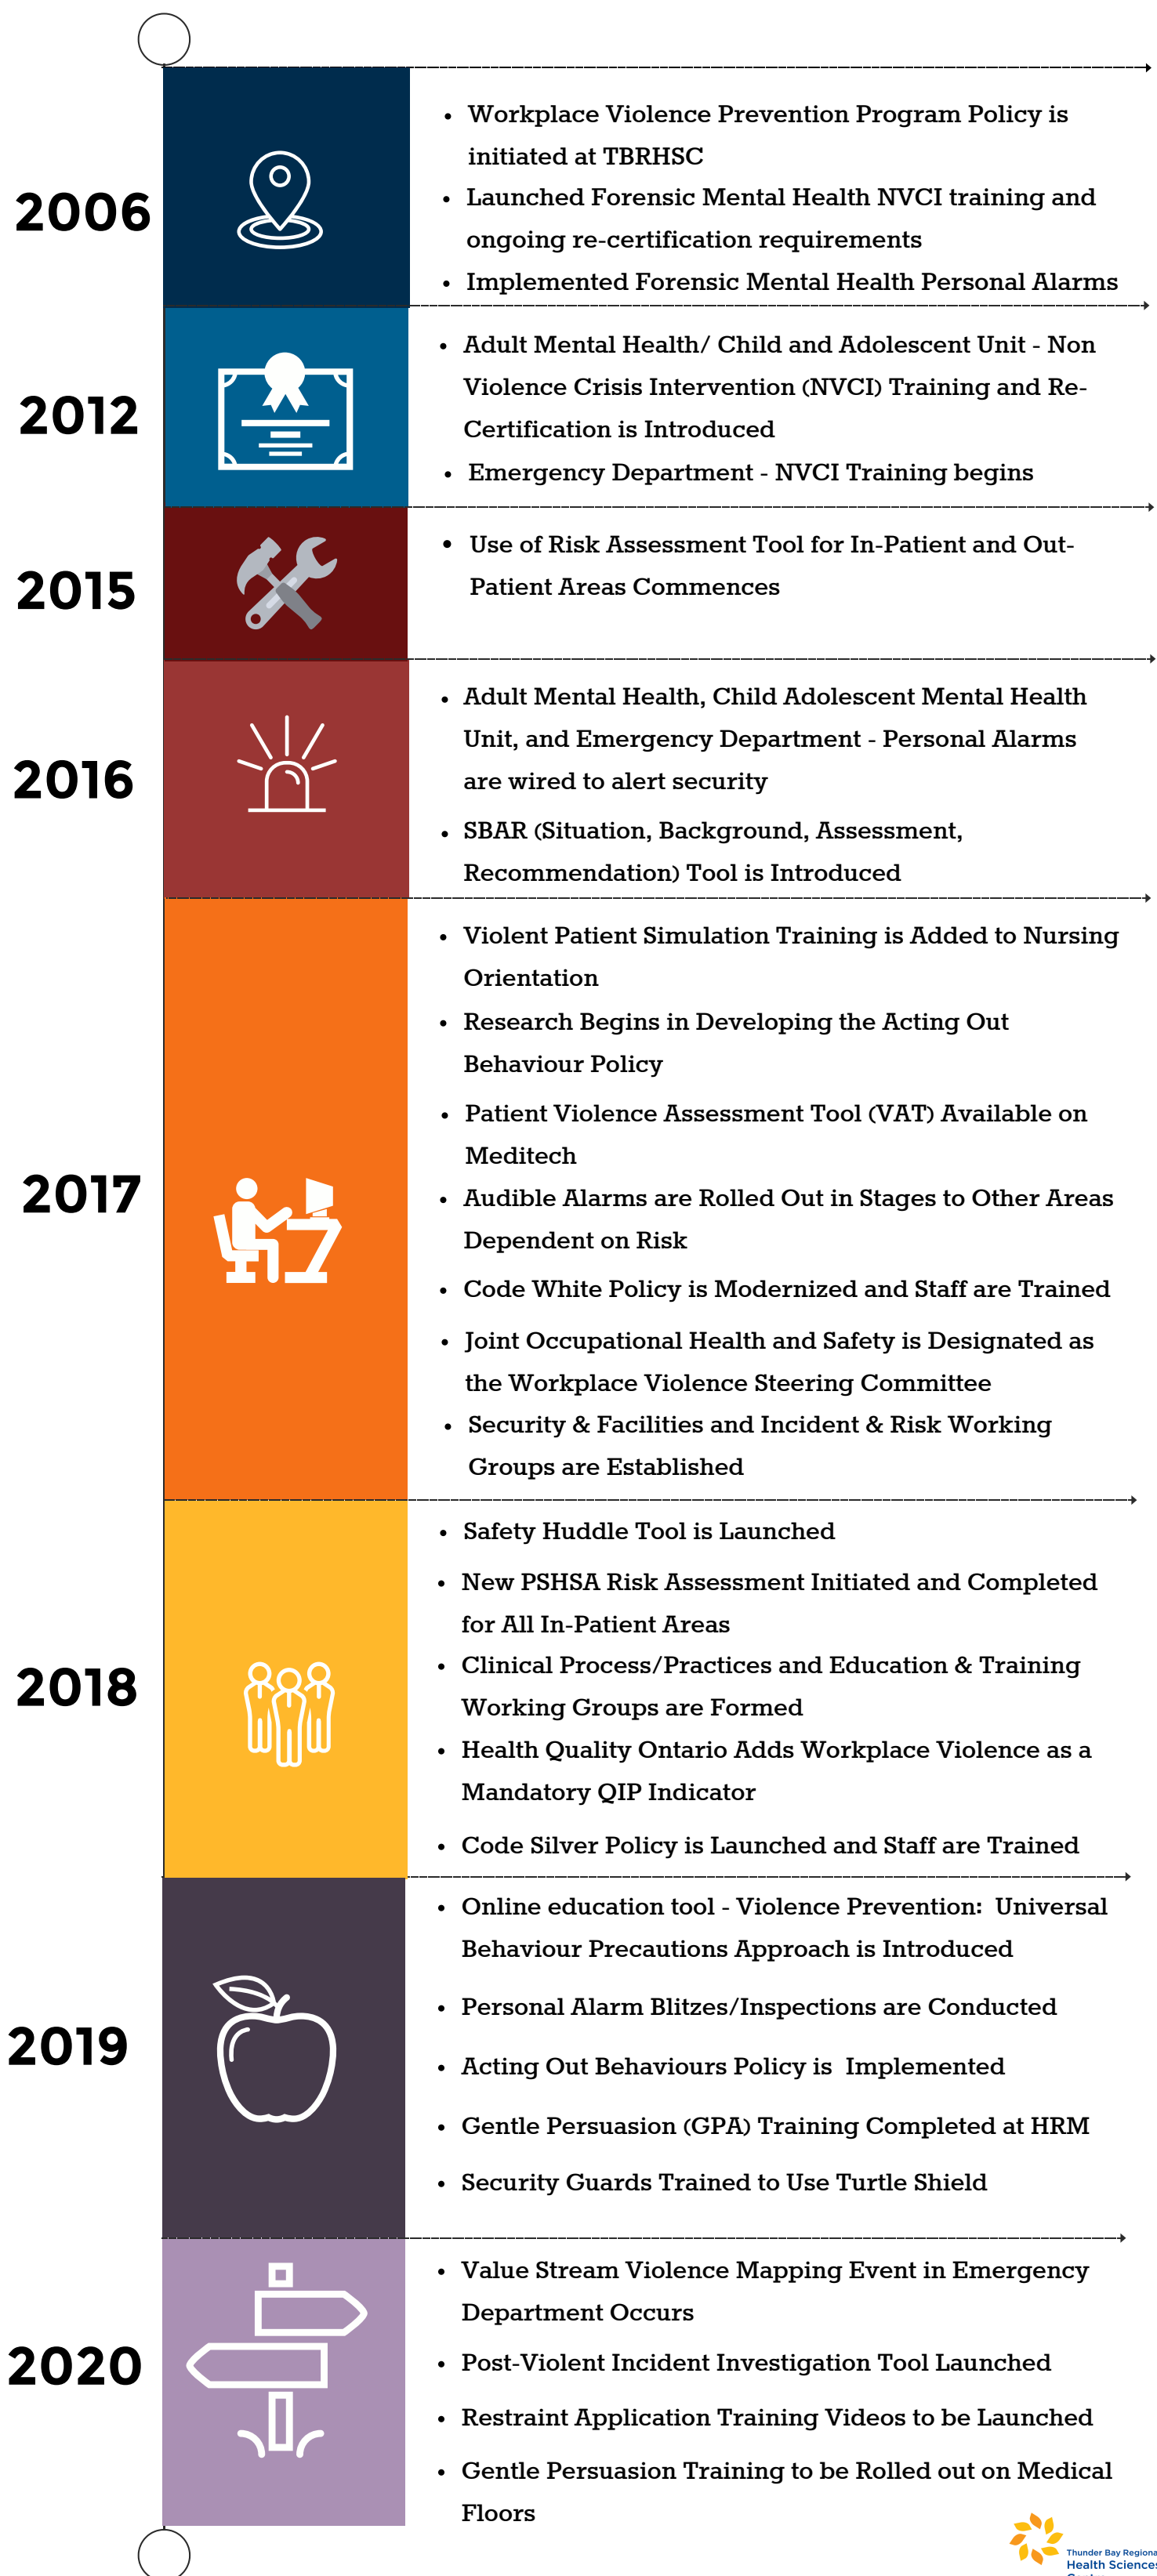 2006
• Workplace Violence Prevention Program Policy is
initiated at TBRHSC
• Launched Forensic Mental Health NVCI training and
ongoing re-certification requirements
• Implemented Forensic Mental Health Personal Alarms
2012
• Adult Mental Health/ Child and Adolescent Unit - Non
Violence Crisis Intervention (NVCI) Training and Re-
Certification is Introduced
• Emergency Department - NVCI Training begins
2015
• Use of Risk Assessment Tool for In-Patient and Out-
Patient Areas Commences
2016
• Adult Mental Health, Child Adolescent Mental Health
Unit, and Emergency Department - Personal Alarms
are wired to alert security
• SBAR (Situation, Background, Assessment,
Recommendation) Tool is Introduced
2017
• Violent Patient Simulation Training is Added to Nursing
Orientation
• Research Begins in Developing the Acting Out
Behaviour Policy
• Patient Violence Assessment Tool (VAT) Available on
Meditech
• Audible Alarms are Rolled Out in Stages to Other Areas
Dependent on Risk
• Code White Policy is Modernized and Staff are Trained
• Joint Occupational Health and Safety is Designated as
the Workplace Violence Steering Committee
• Security & Facilities and Incident & Risk Working
Groups are Established
2018
• Safety Huddle Tool is Launched
• New PSHSA Risk Assessment Initiated and Completed
for All In-Patient Areas
• Clinical Process/Practices and Education & Training
Working Groups are Formed
• Health Quality Ontario Adds Workplace Violence as a
Mandatory QIP Indicator
• Code Silver Policy is Launched and Staff are Trained
2019
• Online education tool - Violence Prevention:  Universal
Behaviour Precautions Approach is Introduced
• Personal Alarm Blitzes/Inspections are Conducted
• Acting Out Behaviours Policy is  Implemented
• Gentle Persuasion (GPA) Training Completed at HRM
• Security Guards Trained to Use Turtle Shield
2020
• Value Stream Violence Mapping Event in Emergency
Department Occurs
• Post-Violent Incident Investigation Tool Launched
• Restraint Application Training Videos to be Launched
• Gentle Persuasion Training to be Rolled out on Medical
Floors
Thunder Bay Regiona
Health Sciences